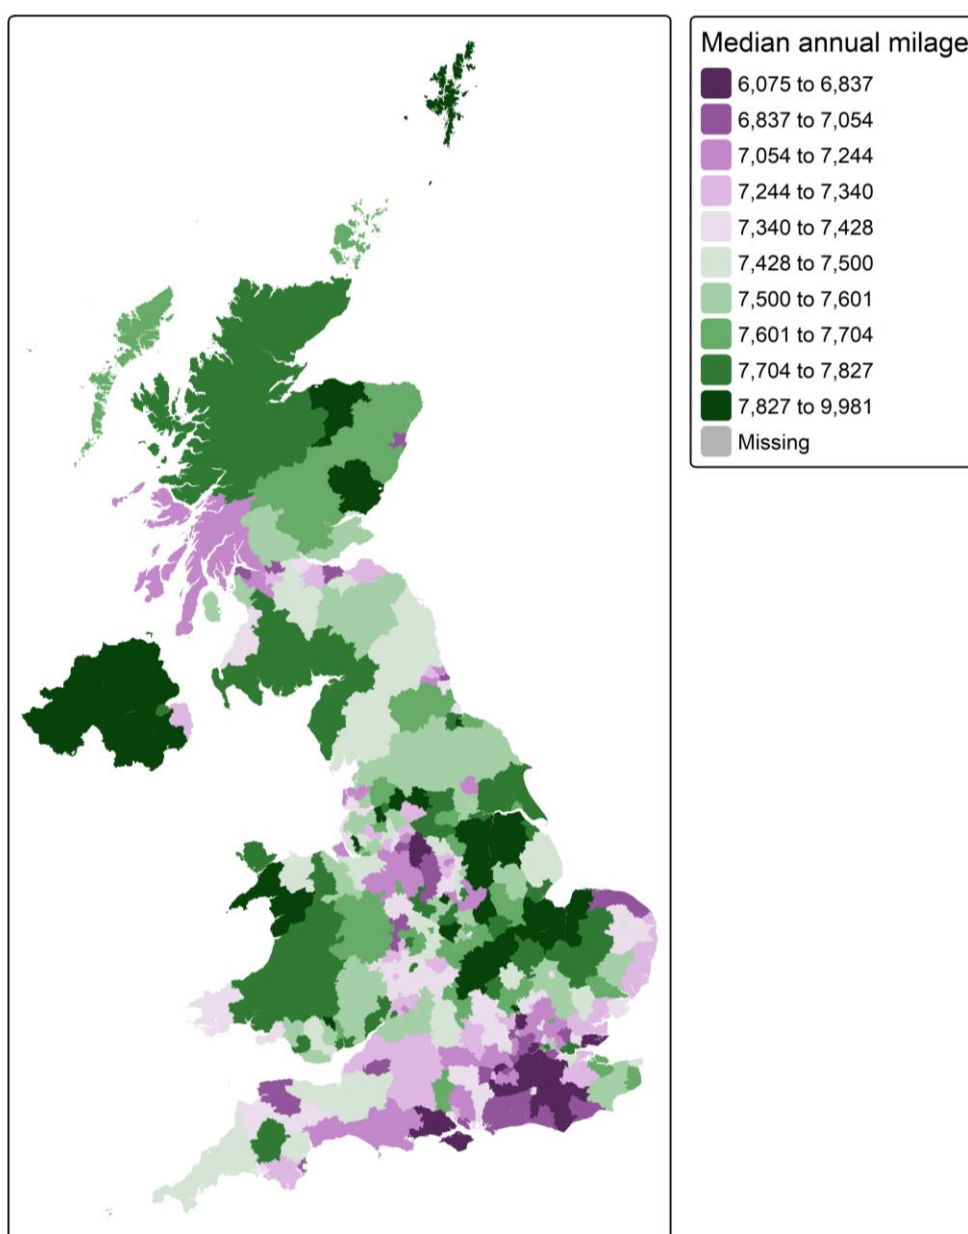 Median annual milage
6,075 to 6,837
6,837 to 7,054
7,054 to 7,244
7,244 to 7,340
7,340 to 7,428
7,428 to 7,500
7,500 to 7,601
7,601 to 7,704
7,704 to 7,827
7,827 to 9,981
Missing